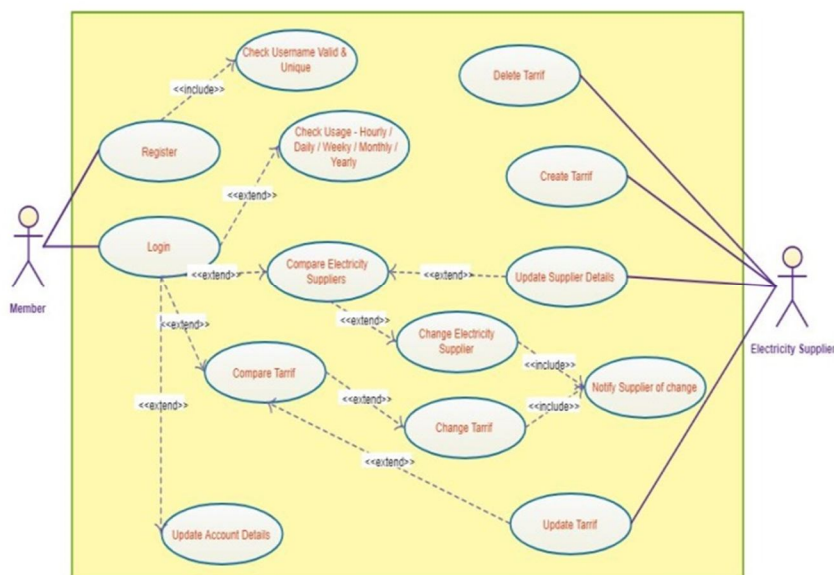 Check Username Valid &
Unique
Delete Tarrif
<<include>>
Check Usage - Hourly /
Daily / Weekly / Monthly /
Yearly
Register
Create Tarrif
<<extend>>
Login
Compare Electricity
Suppliers
<<extend>>
<<extend>>
Update Supplier Details
Member
<<extend>>
<<extend>>
Change Electricity
Supplier
Electricity Supplier
<<include>>
Compare Tarrif
Notify Supplier of change
<<extend>>
<<extend>>
<<include>>
Change Tarrif
<<extend>>
Update Tarrif
Update Account Details